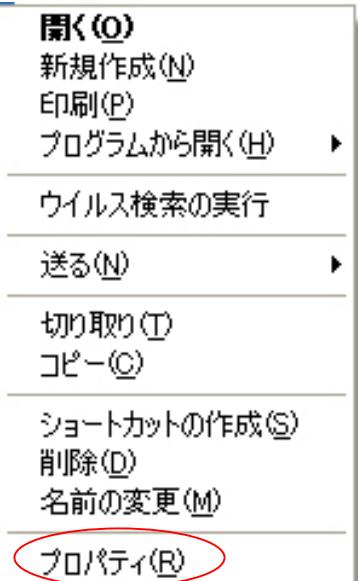 開く(O)
新規作成(N)
印刷(P)
プログラムから開く(H)
ウイルス検索の実行
送る(N)
切り取り(T)
コピー(C)
ショートカットの作成(S)
削除(D)
名前の変更(M)
プロパティ(R)